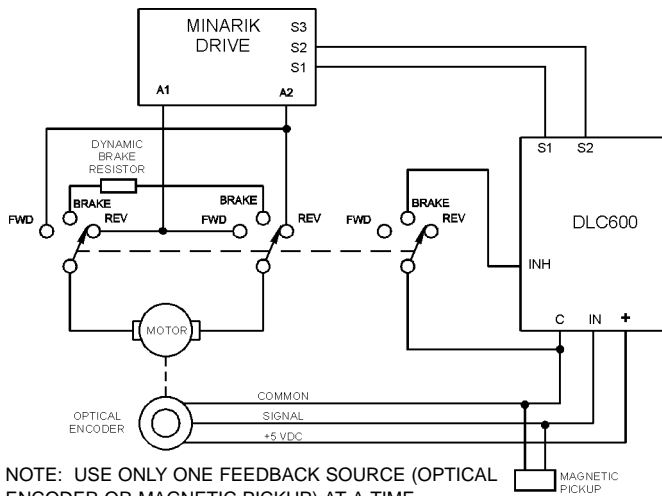 MINARIK
DRIVE
S3
S2
S1
A1
A2
S1
S2
DYNAMIC
BRAKE
RESISTOR
BRAKE
BRAKE
BRAKE
FWD
REV
FWD
REV
FWD
REV
DLC600
INH
MOTOR
C
IN
+
COMMON
OPTICAL
ENCODER
SIGNAL
+5 VDC
NOTE: USE ONLY ONE FEEDBACK SOURCE (OPTICAL
ENCODER OR MAGNETIC PICKUP) AT A TIME
MAGNETIC
PICKUP